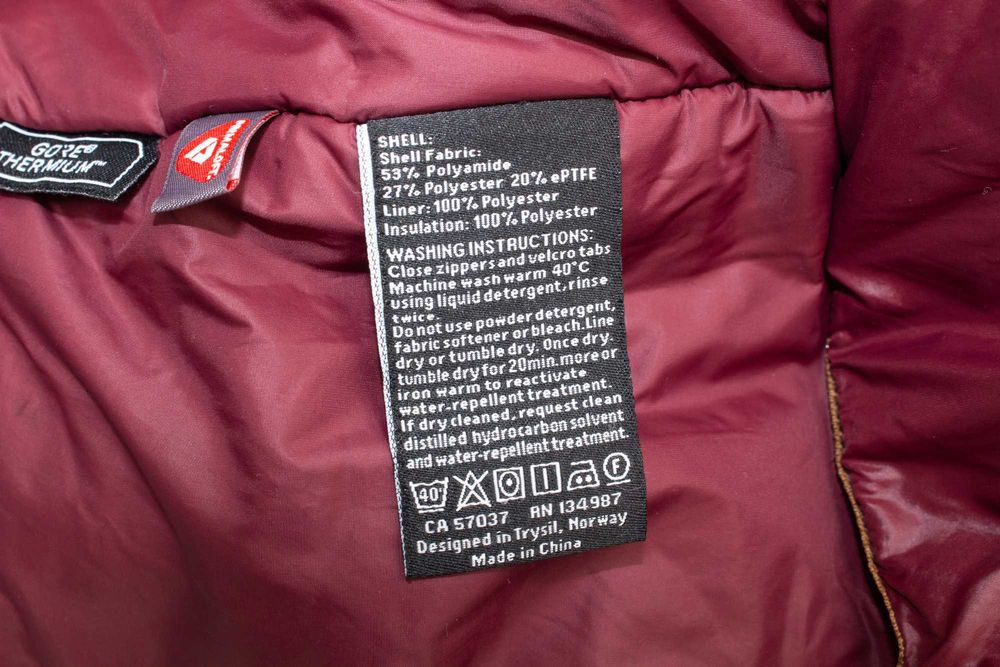 GORE®
THERMIUM™
PRIMALOFT®
SHELL:
Shell Fabric:
53% Polyamide
27% Polyester 20% ePTFE
Liner: 100% Polyester
Insulation: 100% Polyester
WASHING INSTRUCTIONS:
Close zippers and velcro tabs
Machine wash warm 40°C
using liquid detergent, rinse
twice.
Do not use powder detergent,
fabric softener or bleach. Line
dry or tumble dry. Once dry-
tumble dry for 20min. more or
iron warm to reactivate
water-repellent treatment.
If dry cleaned, request clean
distilled hydrocarbon solvent
and water-repellent treatment.
40° F
CA 57037 RN 134987
Designed in Trysil, Norway
Made in China